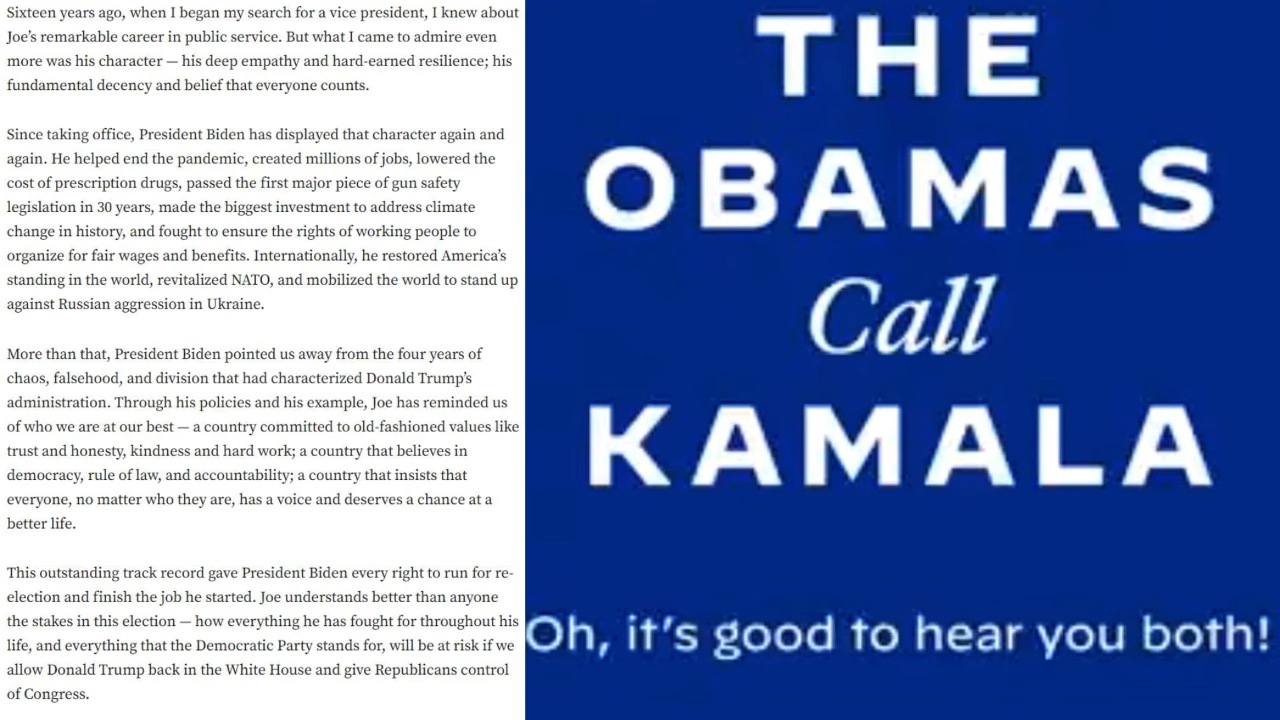 Sixteen years ago, when I began my search for a vice president, I knew about
Joe's remarkable career in public service. But what I came to admire even
more was his character — his deep empathy and hard-earned resilience; his
fundamental decency and belief that everyone counts.
Since taking office, President Biden has displayed that character again and
again. He helped end the pandemic, created millions of jobs, lowered the
cost of prescription drugs, passed the first major piece of gun safety
legislation in 30 years, made the biggest investment to address climate
change in history, and fought to ensure the rights of working people to
organize for fair wages and benefits. Internationally, he restored America's
standing in the world, revitalized NATO, and mobilized the world to stand up
against Russian aggression in Ukraine.
More than that, President Biden pointed us away from the four years of
chaos, falsehood, and division that had characterized Donald Trump's
administration. Through his policies and his example, Joe has reminded us
of who we are at our best — a country committed to old-fashioned values like
trust and honesty, kindness and hard work; a country that believes in
democracy, rule of law, and accountability; a country that insists that
everyone, no matter who they are, has a voice and deserves a chance at a
better life.
This outstanding track record gave President Biden every right to run for re-
election and finish the job he started. Joe understands better than anyone
the stakes in this election — how everything he has fought for throughout his
life, and everything that the Democratic Party stands for, will be at risk if we
allow Donald Trump back in the White House and give Republicans control
of Congress.
THE
OBAMAS
Call
KAMALA
Oh, it's good to hear you both!